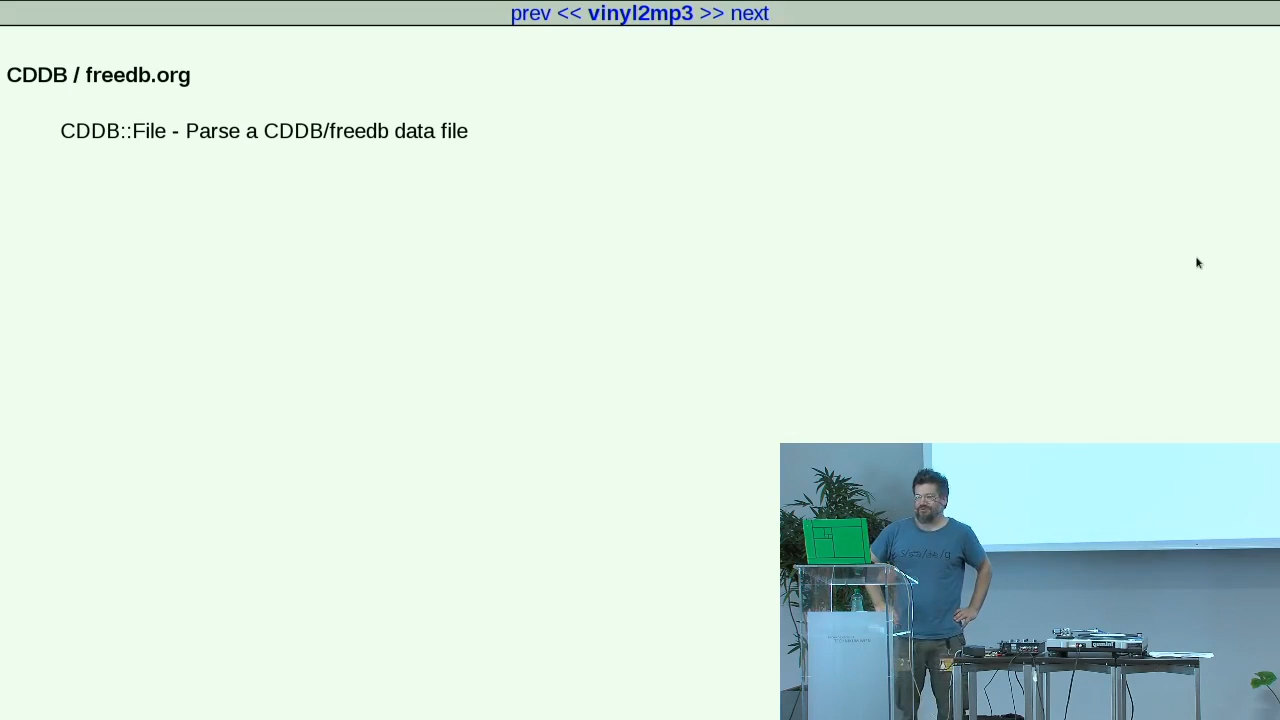 prev << vinyl2mp3 >> next
CDDB / freedb.org
CDDB::File - Parse a CDDB/freedb data file